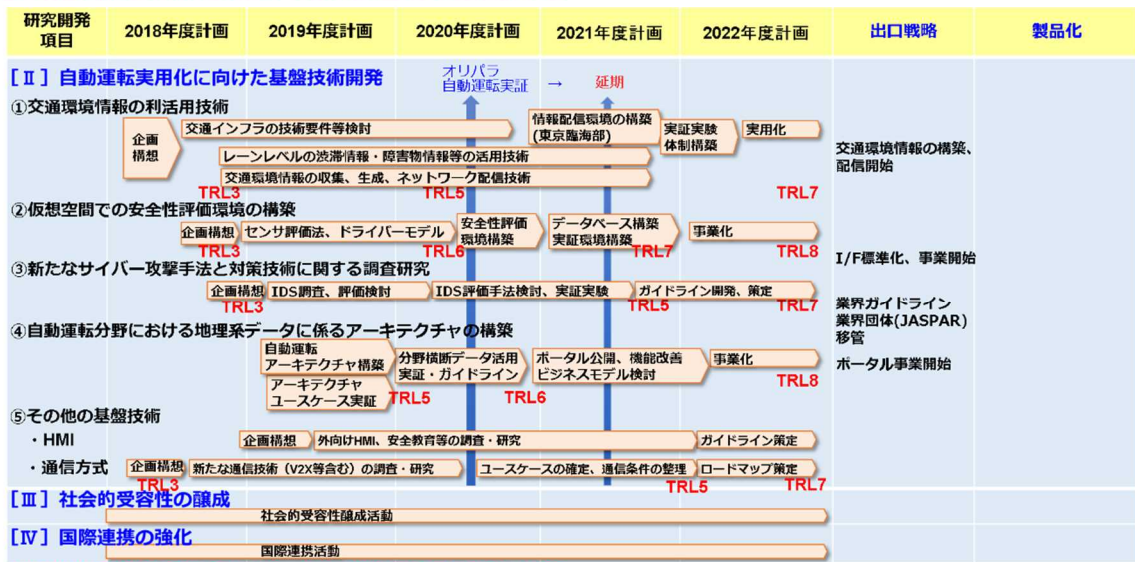 研究開発
項目
2018年度計画
2019年度計画
2020年度計画
2021年度計画
2022年度計画
出口戦略
製品化
［Ⅱ］自動運転実用化に向けた基盤技術開発
オリパラ
自動運転実証
→
延期
①交通環境情報の利活用技術
企画
構想
交通インフラの技術要件等検討
情報配信環境の構築
(東京臨海部)
実証実験
体制構築
実用化
レーンレベルの渋滞情報・障害物情報等の活用技術
交通環境情報の収集、生成、ネットワーク配信技術
TRL3
TRL5
TRL7
交通環境情報の構築、
配信開始
②仮想空間での安全性評価環境の構築
企画構想
センサ評価法、ドライバーモデル
安全性評価
環境構築
データベース構築
実証環境構築
事業化
TRL3
TRL6
TRL7
TRL8
I/F標準化、事業開始
③新たなサイバー攻撃手法と対策技術に関する調査研究
企画構想
IDS調査、評価検討
IDS評価手法検討、実証実験
ガイドライン開発、策定
TRL3
TRL5
TRL7
業界ガイドライン
業界団体(JASPAR)
移管
④自動運転分野における地理系データに係るアーキテクチャの構築
自動運転
アーキテクチャ構築
アーキテクチャ
ユースケース実証
分野横断データ活用
実証・ガイドライン
ポータル公開、機能改善
ビジネスモデル検討
事業化
TRL5
TRL6
TRL8
ポータル事業開始
⑤その他の基盤技術
・HMI
企画構想
外向けHMI、安全教育等の調査・研究
ガイドライン策定
・通信方式
企画構想
新たな通信技術（V2X等含む）の調査・研究
ユースケースの確定、通信条件の整理
ロードマップ策定
TRL3
TRL5
TRL7
［Ⅲ］社会的受容性の醸成
社会的受容性醸成活動
［Ⅳ］国際連携の強化
国際連携活動